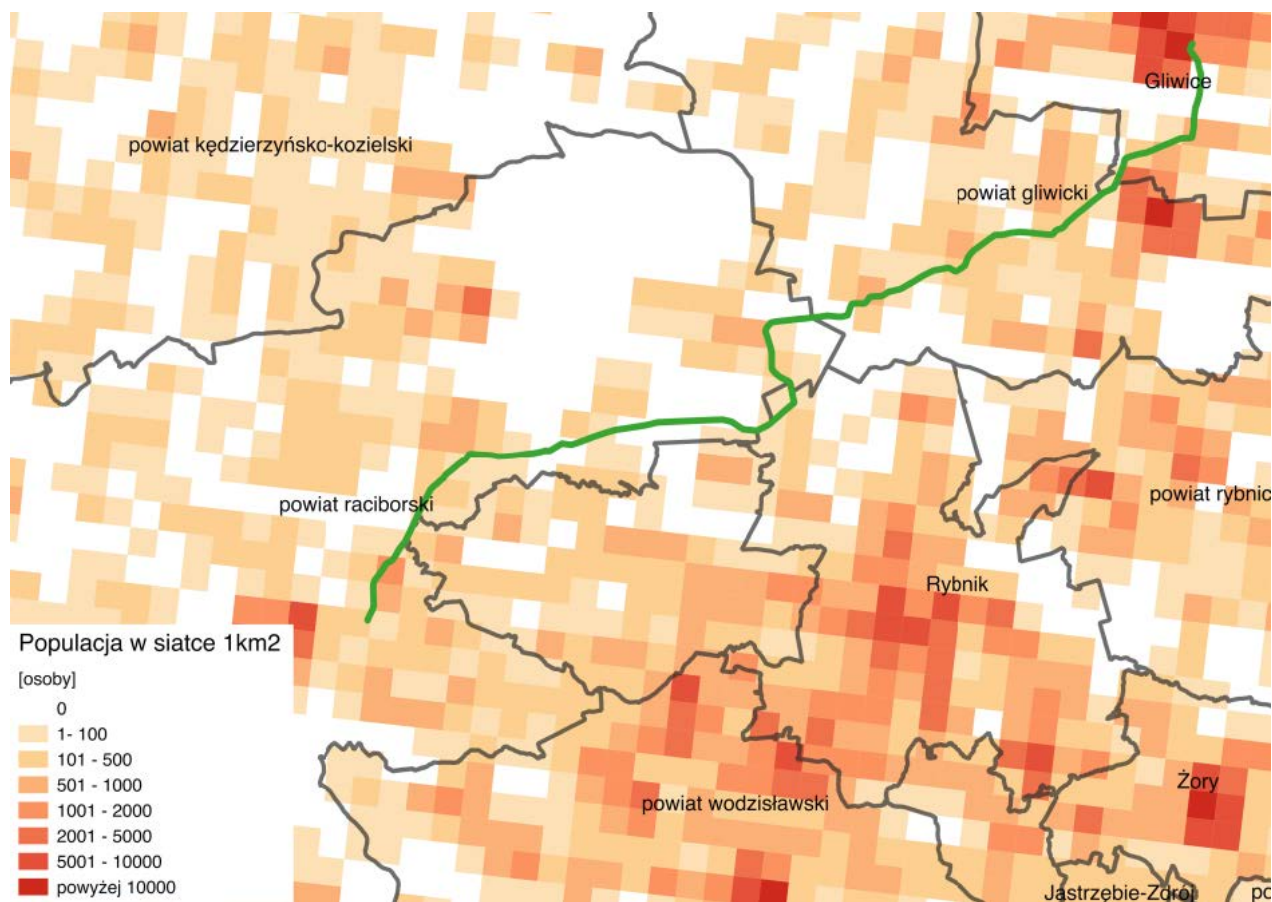 Gliwice
powiat kędzierzyńsko-kozielski
powiat gliwicki
powiat raciborski
powiat rybnic
Rybnik
Populacja w siatce 1km2
[osoby]
0
1- 100
101 - 500
501 - 1000
1001 - 2000
2001 - 5000
5001 - 10000
powyżej 10000
Żory
powiat wodzisławski
Jastrzębie-Zdrój
po